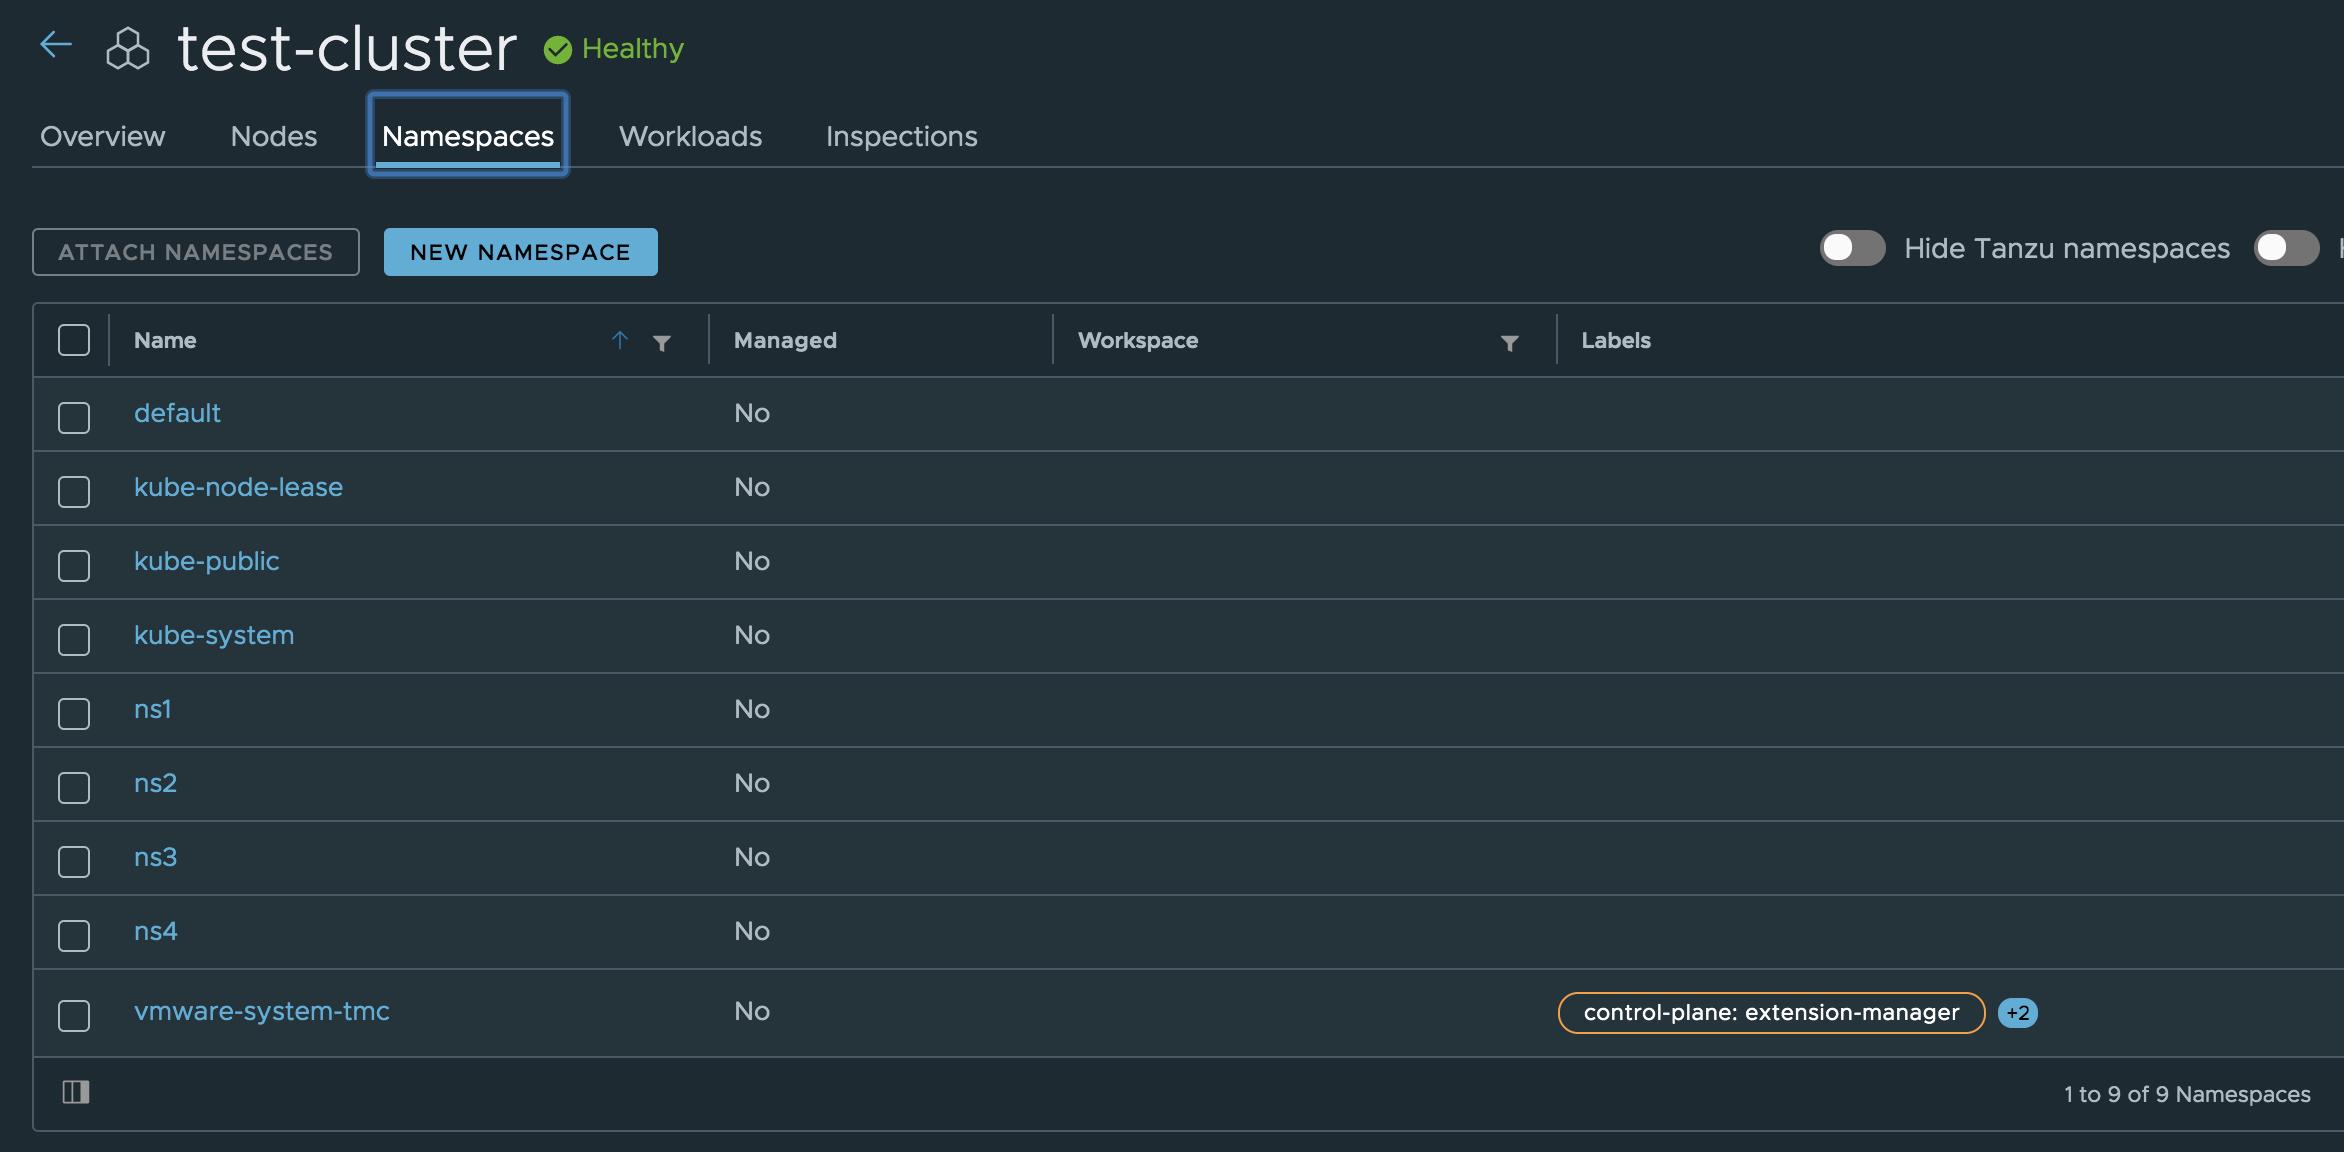 test-cluster Healthy
Overview Nodes Namespaces Workloads Inspections
ATTACH NAMESPACES NEW NAMESPACE Hide Tanzu namespaces
Name Managed Workspace Labels
default No
kube-node-lease No
kube-public No
kube-system No
ns1 No
ns2 No
ns3 No
ns4 No
vmware-system-tmc No control-plane: extension-manager +2
1 to 9 of 9 Namespaces